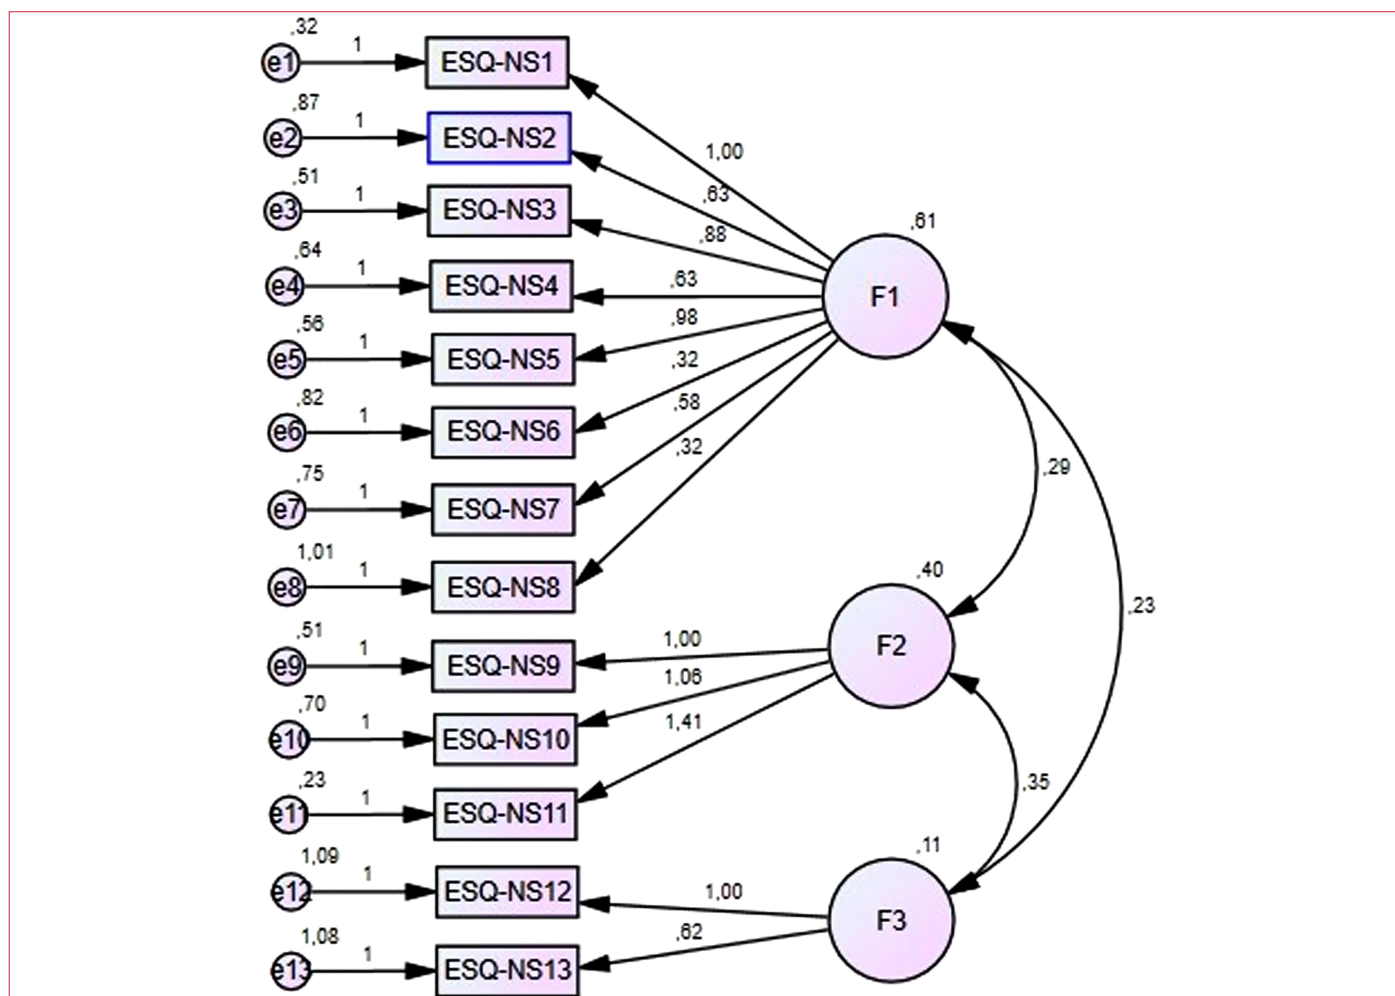 ,32
e1 1 ESQ-NS1
,87
e2 1 ESQ-NS2
,51
e3 1 ESQ-NS3
,64
e4 1 ESQ-NS4
,56
e5 1 ESQ-NS5
,82
e6 1 ESQ-NS6
,75
e7 1 ESQ-NS7
1,01
e8 1 ESQ-NS8
,51
e9 1 ESQ-NS9
,70
e10 1 ESQ-NS10
,23
e11 1 ESQ-NS11
1,09
e12 1 ESQ-NS12
1,08
e13 1 ESQ-NS13
1,00
,63
,88
,63
,98
,32
,58
,32
1,00
1,06
1,41
1,00
,62
,61
F1
,40
F2
,11
F3
,29
,23
,35